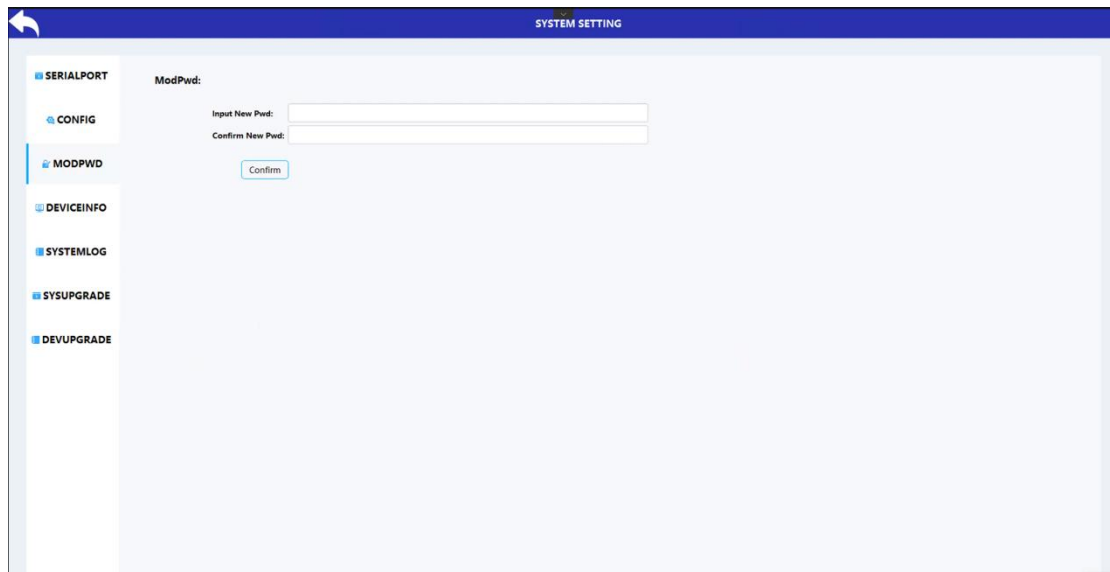 SYSTEM SETTING
SERIALPORT
CONFIG
MODPWD
DEVICEINFO
SYSTEMLOG
SYSUPGRADE
DEVUPGRADE
ModPwd:
Input New Pwd:
Confirm New Pwd:
Confirm